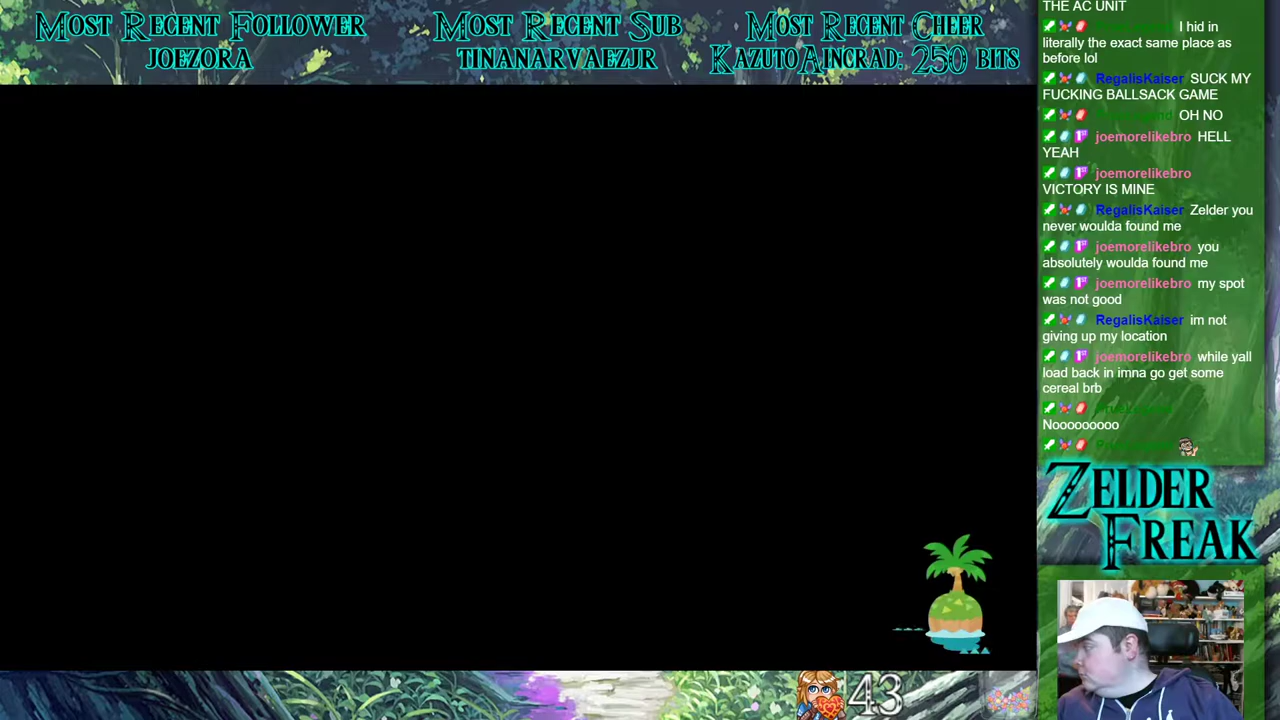 Most Recent Follower
joezora
Most Recent Sub
tinanarvaezjr
Most Recent Cheer
KazutoAincrad: 250 bits
THE AC UNIT
I hid in
literally the exact same place as
before lol
RegalisKaiser SUCK MY
FUCKING BALLSACK GAME
OH NO
joemorelikebro HELL
YEAH
joemorelikebro
VICTORY IS MINE
RegalisKaiser Zelder you
never woulda found me
joemorelikebro you
absolutely woulda found me
joemorelikebro my spot
was not good
RegalisKaiser im not
giving up my location
joemorelikebro while yall
load back in imna go get some
cereal brb
Nooooooooo
Zelder
Freak
43